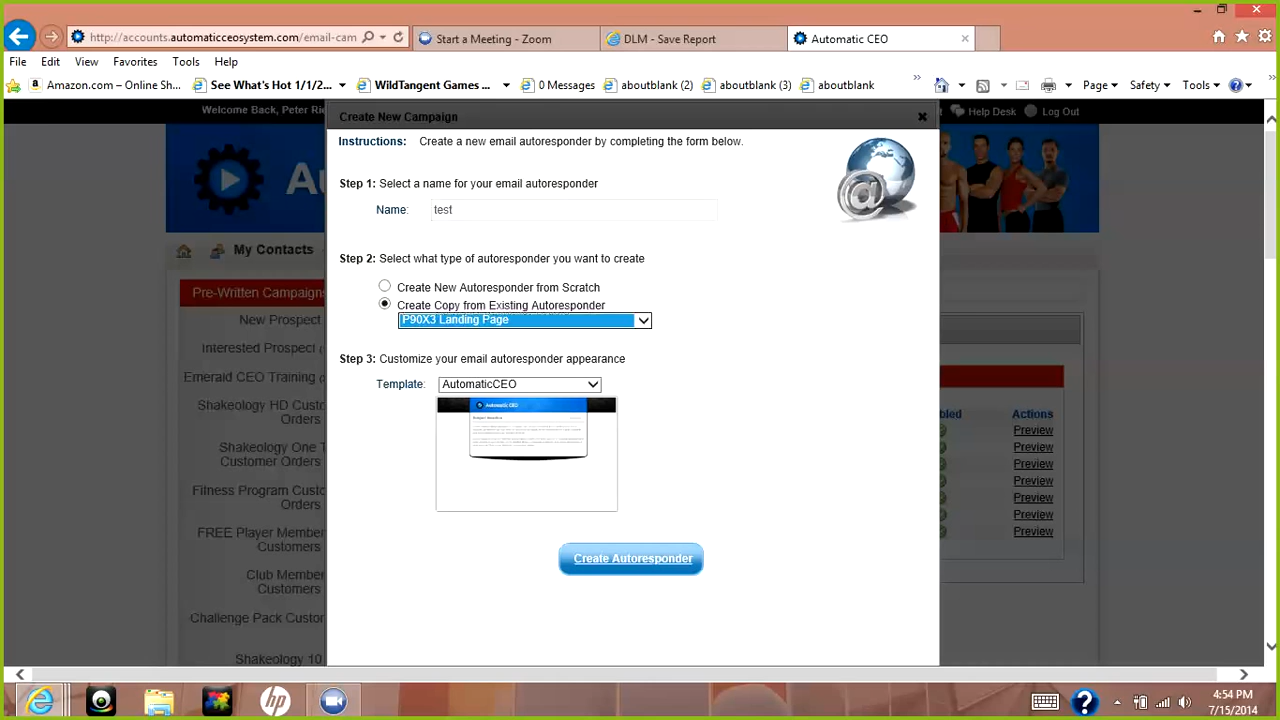 http://accounts.automaticceosystem.com/email-cam
Start a Meeting - Zoom
DLM - Save Report
Automatic CEO
File Edit View Favorites Tools Help
Amazon.com – Online Sh...
See What's Hot 1/1/2...
WildTangent Games ...
0 Messages
aboutblank (2)
aboutblank (3)
aboutblank
Page
Safety
Tools
Welcome Back, Peter Rie
Create New Campaign
Help Desk
Log Out
Instructions: Create a new email autoresponder by completing the form below.
Step 1: Select a name for your email autoresponder
Name: test
My Contacts
Step 2: Select what type of autoresponder you want to create
Create New Autoresponder from Scratch
Create Copy from Existing Autoresponder
P90X3 Landing Page
Step 3: Customize your email autoresponder appearance
Template: AutomaticCEO
Automatic CEO
Create Autoresponder
Pre-Written Campaigns
New Prospect
Interested Prospect (
Emerald CEO Training (
Shakeology HD Custo
Orders
Shakeology One T
Customer Orders
Fitness Program Custo
Orders
FREE Player Member
Customers
Club Member
Customers
Challenge Pack Custom
Shakeology 10
bled
Actions
Preview
Preview
Preview
Preview
Preview
Preview
Preview
4:54 PM
7/15/2014